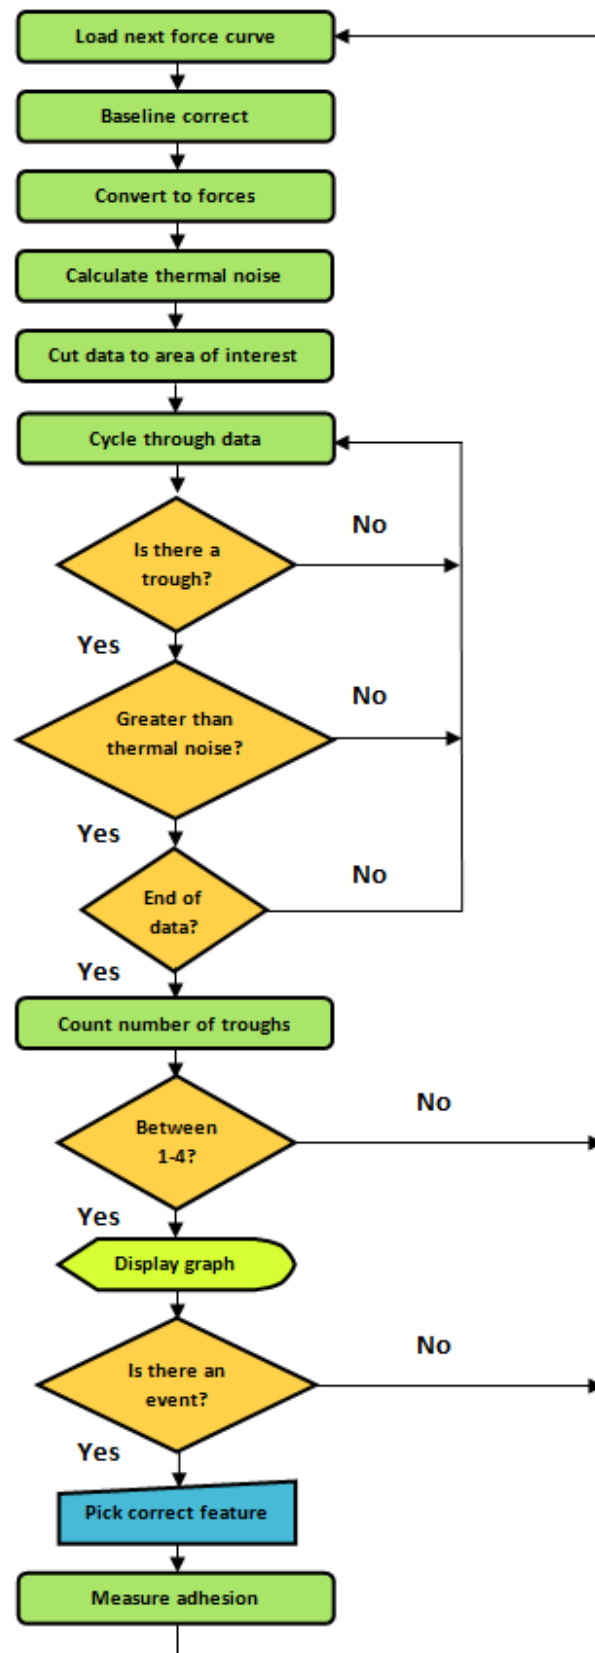 Load next force curve
Baseline correct
Convert to forces
Calculate thermal noise
Cut data to area of interest
Cycle through data
No
Is there a
trough?
Yes
No
Greater than
thermal noise?
Yes
No
End of
data?
Yes
Count number of troughs
No
Between
1-4?
Yes
Display graph
No
Is there an
event?
Yes
Pick correct feature
Measure adhesion